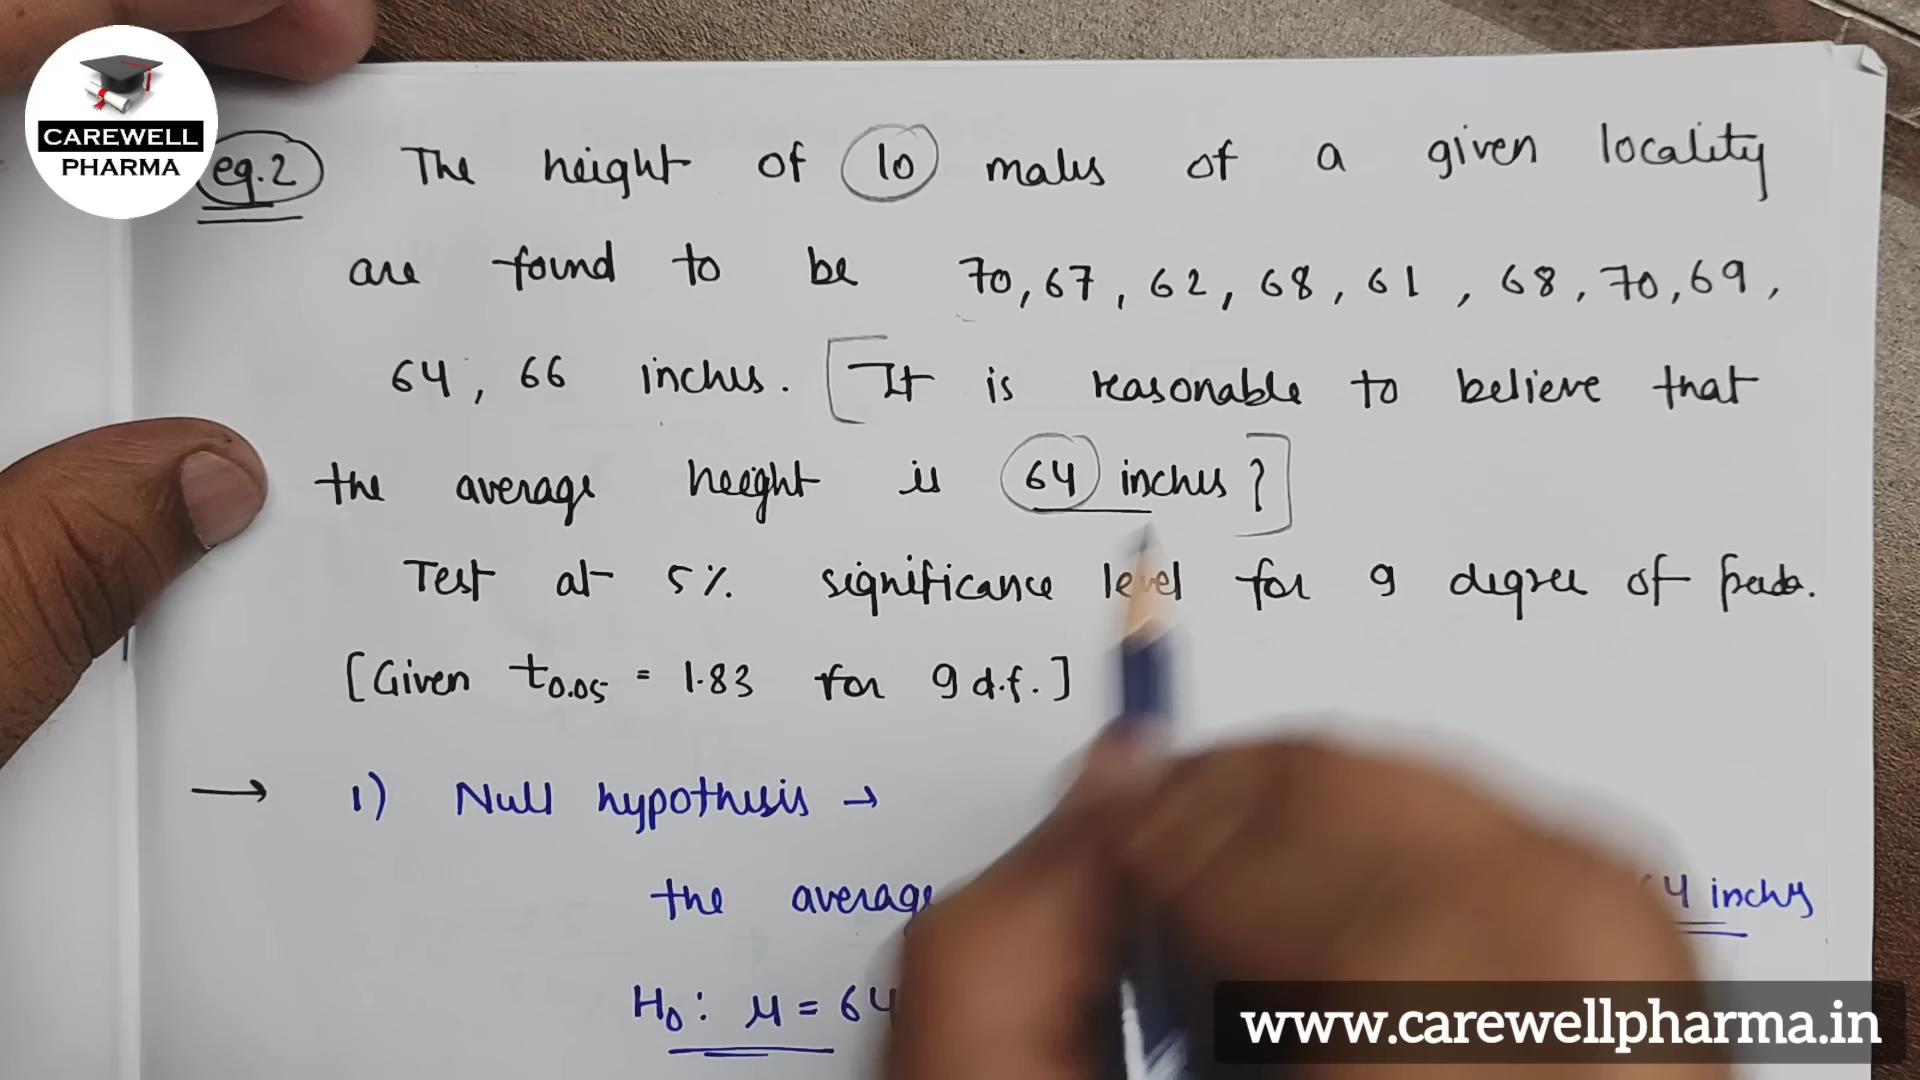 CAREWELL
PHARMA
eg.2 The height of 10 males of a given locality
are found to be 70, 67, 62, 68, 61, 68, 70, 69,
64, 66 inches. [It is reasonable to believe that
the average height is 64 inches?]
Test at 5% significance level for 9 degree of
[Given t0.05 = 1.83 for 9 d.f.]
→ 1) Null hypothesis →
the average 64 inches
H0: μ = 64
www.carewellpharma.in